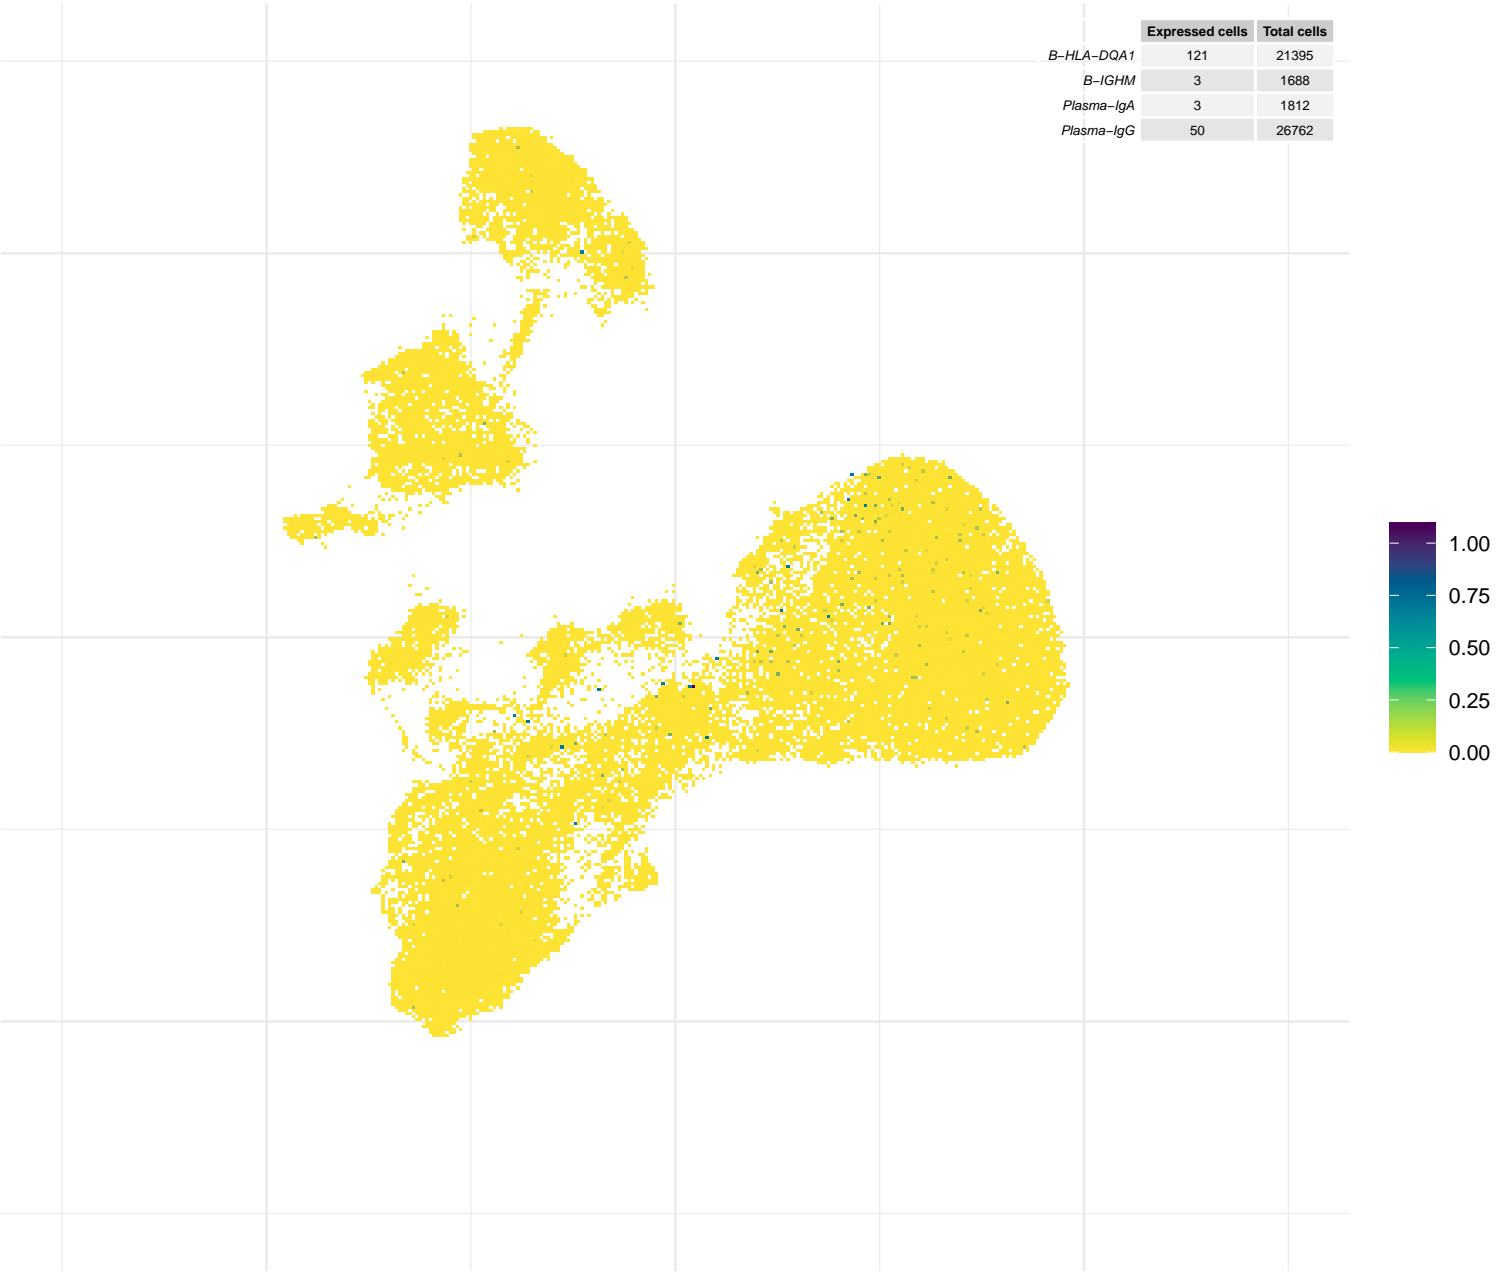 Expressed cells Total cells
B−HLA−DQA1 121 21395
B−IGHM 3 1688
Plasma−IgA 3 1812
Plasma−IgG 50 26762
1.00
0.75
0.50
0.25
0.00